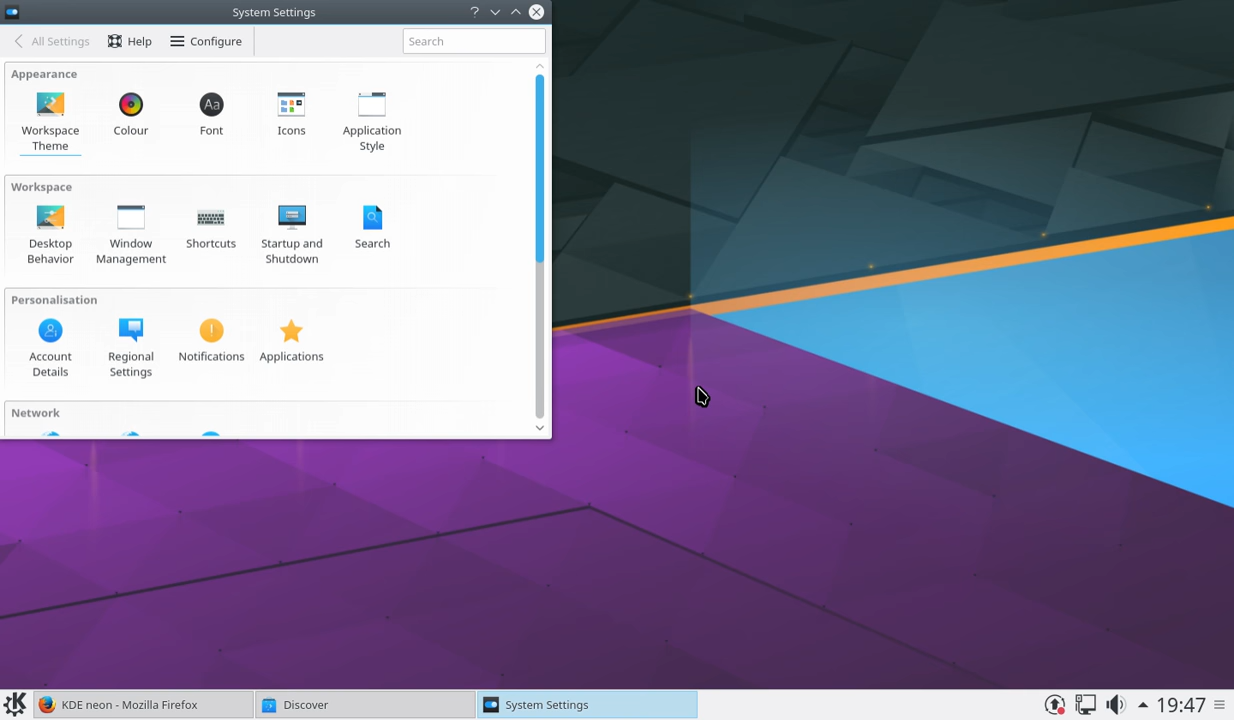 System Settings
?
All Settings
Help
Configure
Search
Appearance
Workspace
Theme
Colour
Aa
Font
Icons
Application
Style
Workspace
Desktop
Behavior
Window
Management
Shortcuts
Startup and
Shutdown
Search
Personalisation
Account
Details
Regional
Settings
!
Notifications
Applications
Network
KDE neon - Mozilla Firefox
Discover
System Settings
19:47